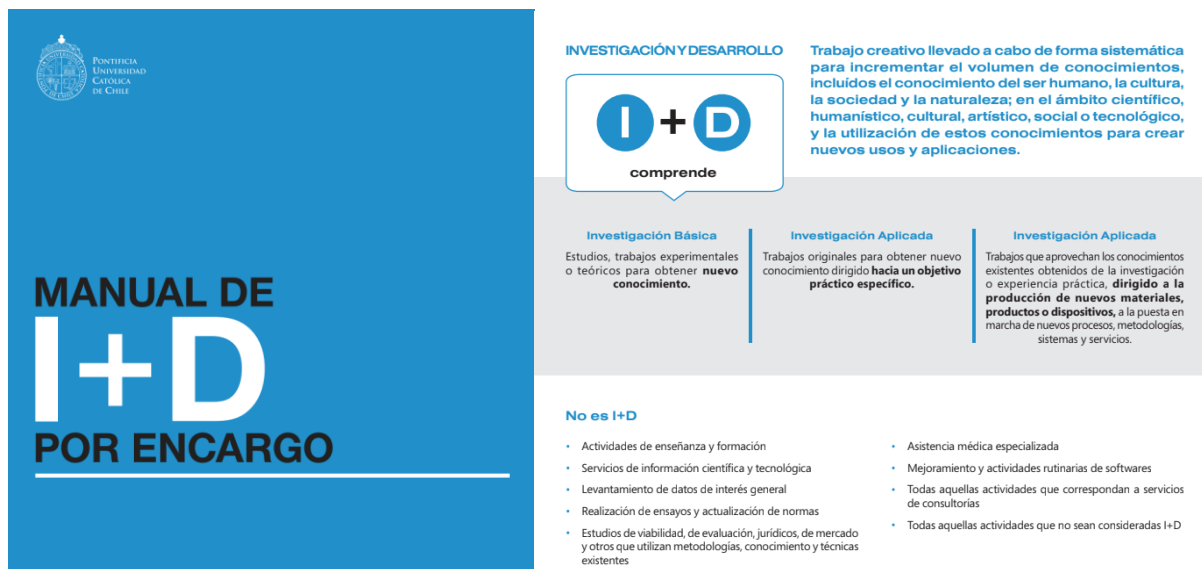 PONTIFICIA
UNIVERSIDAD
CATÓLICA
DE CHILE
MANUAL DE
I+D
POR ENCARGO
INVESTIGACIÓN Y DESARROLLO
I + D
comprende
Trabajo creativo llevado a cabo de forma sistemática
para incrementar el volumen de conocimientos,
incluídos el conocimiento del ser humano, la cultura,
la sociedad y la naturaleza; en el ámbito científico,
humanístico, cultural, artístico, social o tecnológico,
y la utilización de estos conocimientos para crear
nuevos usos y aplicaciones.
Investigación Básica
Estudios, trabajos experimentales
o teóricos para obtener nuevo
conocimiento.
Investigación Aplicada
Trabajos originales para obtener nuevo
conocimiento dirigido hacia un objetivo
práctico específico.
Investigación Aplicada
Trabajos que aprovechan los conocimientos
existentes obtenidos de la investigación
o experiencia práctica, dirigido a la
producción de nuevos materiales,
productos o dispositivos, a la puesta en
marcha de nuevos procesos, metodologías,
sistemas y servicios.
No es I+D
• Actividades de enseñanza y formación
• Servicios de información científica y tecnológica
• Levantamiento de datos de interés general
• Realización de ensayos y actualización de normas
• Estudios de viabilidad, de evaluación, jurídicos, de mercado
y otros que utilizan metodologías, conocimiento y técnicas
existentes
• Asistencia médica especializada
• Mejoramiento y actividades rutinarias de softwares
• Todas aquellas actividades que correspondan a servicios
de consultorías
• Todas aquellas actividades que no sean consideradas I+D